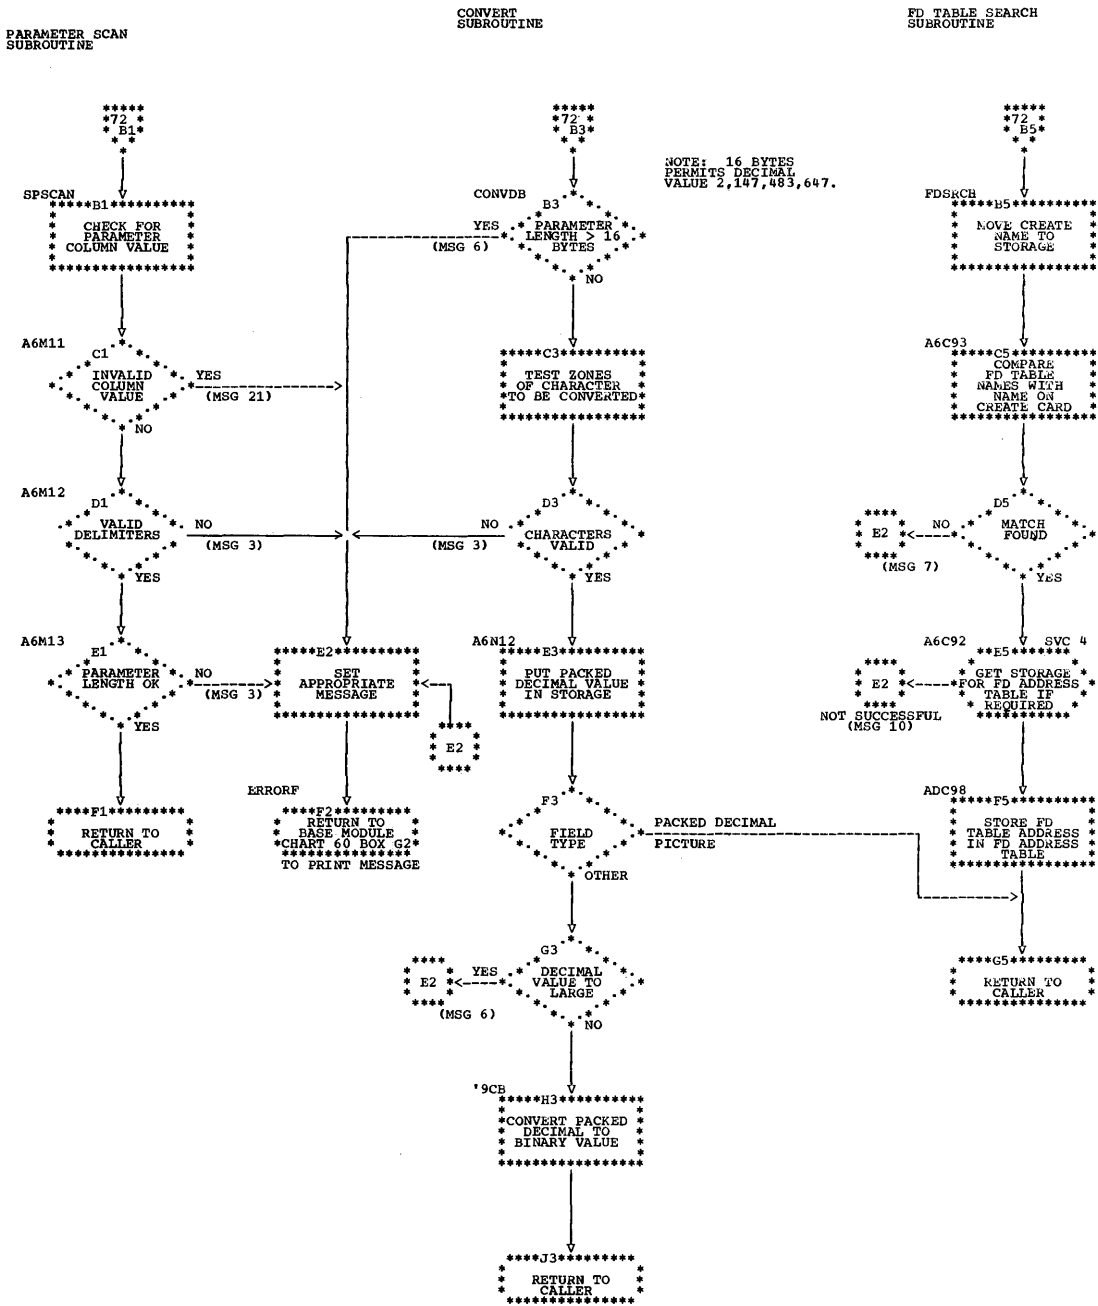 PARAMETER SCAN
SUBROUTINE
72
B1
SPSCAN
B1
CHECK FOR
PARAMETER
COLUMN VALUE
A6M11
C1
INVALID
COLUMN
VALUE
YES
(MSG 21)
NO
A6M12
D1
VALID
DELIMITERS
NO
(MSG 3)
YES
A6M13
E1
PARAMETER
LENGTH OK
NO
(MSG 3)
YES
F1
RETURN TO
CALLER
E2
SET
APPROPRIATE
MESSAGE
E2
ERRORF
F2
RETURN TO
BASE MODULE
CHART 60 BOX G2
TO PRINT MESSAGE
CONVERT
SUBROUTINE
72
B3
NOTE: 16 BYTES
PERMITS DECIMAL
VALUE 2,147,483,647.
CONVDB
B3
PARAMETER
LENGTH > 16
BYTES
YES
(MSG 6)
NO
C3
TEST ZONES
OF CHARACTER
TO BE CONVERTED
D3
CHARACTERS
VALID
NO
(MSG 3)
YES
A6N12
E3
PUT PACKED
DECIMAL VALUE
IN STORAGE
F3
FIELD
TYPE
PACKED DECIMAL
PICTURE
OTHER
G3
DECIMAL
VALUE TO
LARGE
YES
E2
(MSG 6)
NO
'9CB
H3
CONVERT PACKED
DECIMAL TO
BINARY VALUE
J3
RETURN TO
CALLER
FD TABLE SEARCH
SUBROUTINE
72
B5
FDSRCH
B5
MOVE CREATE
NAME TO
STORAGE
A6C93
C5
COMPARE
FD TABLE
NAMES WITH
NAME ON
CREATE CARD
D5
MATCH
FOUND
NO
E2
(MSG 7)
YES
A6C92
E5
SVC 4
GET STORAGE
FOR FD ADDRESS
TABLE IF
REQUIRED
E2
NOT SUCCESSFUL
(MSG 10)
ADC98
F5
STORE FD
TABLE ADDRESS
IN FD ADDRESS
TABLE
G5
RETURN TO
CALLER